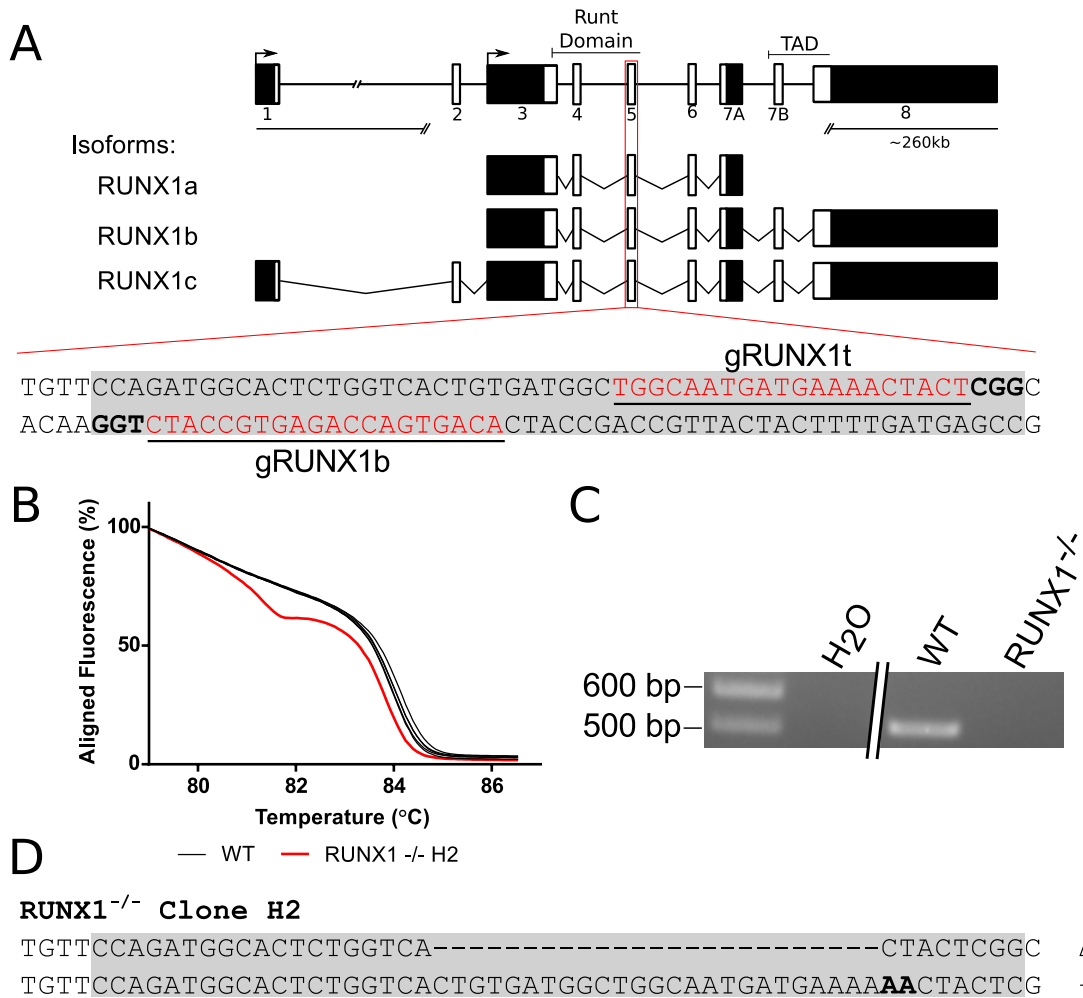 A
Runt
Domain
TAD
1
2
3
4
5
6
7A
7B
8
~260kb
Isoforms:
RUNX1a
RUNX1b
RUNX1c
gRUNX1t
TGTTCCAGATGGCACTCTGGTCACTGTGATGGCTGGCAATGATGAAAACTACTCGGC
ACAAGGTCTACCGTGAGACCAGTGACACTACCGACCGTTACTACTTTTGATGAGCCG
gRUNX1b
B
Aligned Fluorescence (%)
100
50
0
80
82
84
86
Temperature (°C)
WT
RUNX1 -/- H2
C
H2O
WT
RUNX1-/-
600 bp
500 bp
D
RUNX1-/- Clone H2
TGTTCCAGATGGCACTCTGGTCA---------------------------CTACTCGGC
TGTTCCAGATGGCACTCTGGTCACTGTGATGGCTGGCAATGATGAAAAAACTACTCG